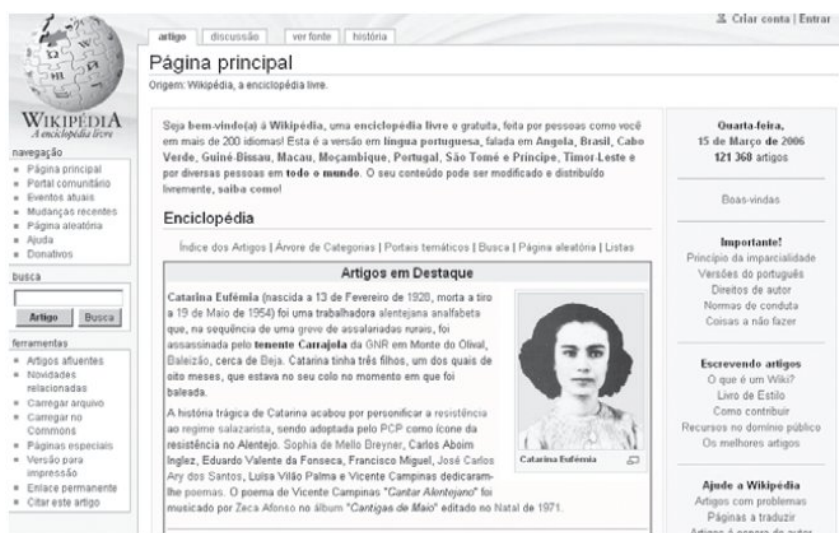 Criar conta | Entrar
artigo
discussão
ver fonte
história
Página principal
Origem: Wikipédia, a enciclopédia livre.
WIKIPÉDIA
A enciclopédia livre
navegação
Página principal
Portal comunitário
Eventos atuais
Mudanças recentes
Página aleatória
Ajuda
Donativos
busca
Artigo
Busca
ferramentas
Artigos afluentes
Novidades
relacionadas
Carregar arquivo
Carregar no
Commons
Páginas especiais
Versão para
impressão
Enlace permanente
Citar este artigo
Seja bem-vindo(a) à Wikipédia, uma enciclopédia livre e gratuita, feita por pessoas como você
em mais de 200 idiomas! Esta é a versão em língua portuguesa, falada em Angola, Brasil, Cabo
Verde, Guiné-Bissau, Macau, Moçambique, Portugal, São Tomé e Príncipe, Timor-Leste e
por diversas pessoas em todo o mundo. O seu conteúdo pode ser modificado e distribuído
livremente, saiba como!
Enciclopédia
Índice dos Artigos | Árvore de Categorias | Portais temáticos | Busca | Página aleatória | Listas
Artigos em Destaque
Catarina Eufémia (nascida a 13 de Fevereiro de 1928, morta a tiro
a 19 de Maio de 1954) foi uma trabalhadora alentejana analfabeta
que, na sequência de uma greve de assalariadas rurais, foi
assassinada pelo tenente Carrajola da GNR em Monte do Olival,
Baleizão, cerca de Beja. Catarina tinha três filhos, um dos quais de
oito meses, que estava no seu colo no momento em que foi
baleada.
A história trágica de Catarina acabou por personificar a resistência
ao regime salazarista, sendo adoptada pelo PCP como ícone da
resistência no Alentejo. Sophia de Mello Breyner, Carlos Aboim
Inglez, Eduardo Valente da Fonseca, Francisco Miguel, José Carlos
Ary dos Santos, Luísa Vilão Palma e Vicente Campinas dedicaram-
lhe poemas. O poema de Vicente Campinas "Cantar Alentejano" foi
musicado por Zeca Afonso no álbum "Cantigas de Maio" editado no Natal de 1971.
Catarina Eufémia
Quarta-feira,
15 de Março de 2006
121 368 artigos
Boas-vindas
Importante!
Princípio da imparcialidade
Versões do português
Direitos de autor
Normas de conduta
Coisas a não fazer
Escrevendo artigos
O que é um Wiki?
Livro de Estilo
Como contribuir
Recursos no domínio público
Os melhores artigos
Ajude a Wikipédia
Artigos com problemas
Páginas a traduzir
Artigos à espera de autor